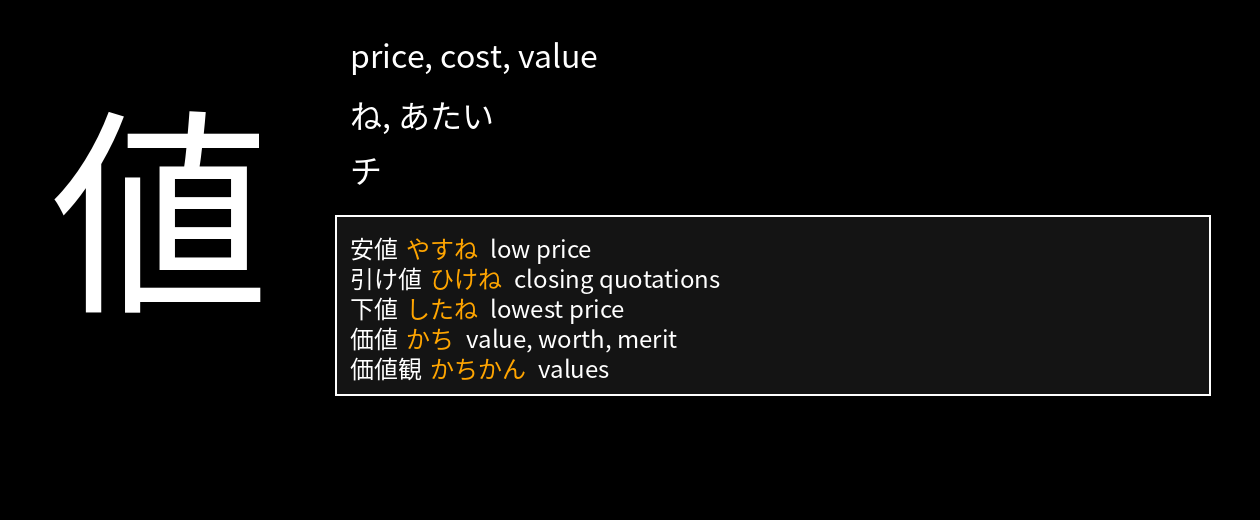 値
price, cost, value
ね, あたい
チ
安値 やすね low price
引け値 ひけね closing quotations
下値 したね lowest price
価値 かち value, worth, merit
価値観 かちかん values